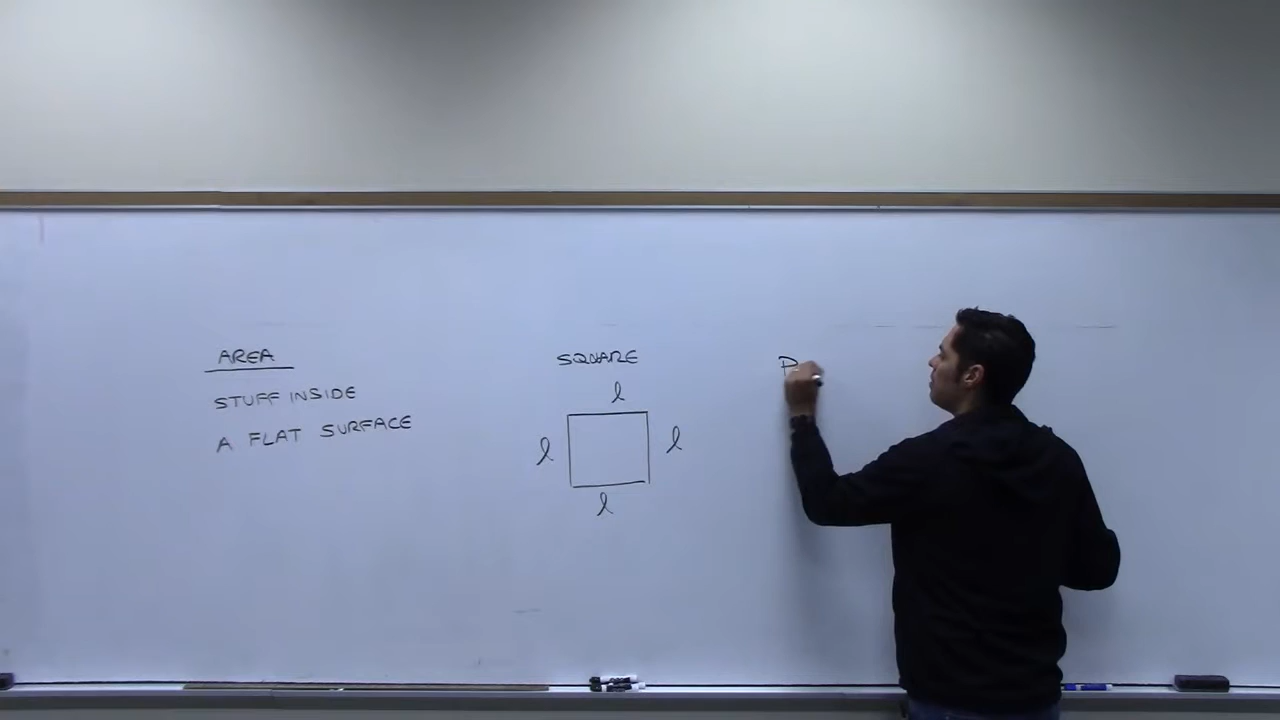 AREA
STUFF INSIDE
A FLAT SURFACE
SQUARE
l
l
l
l